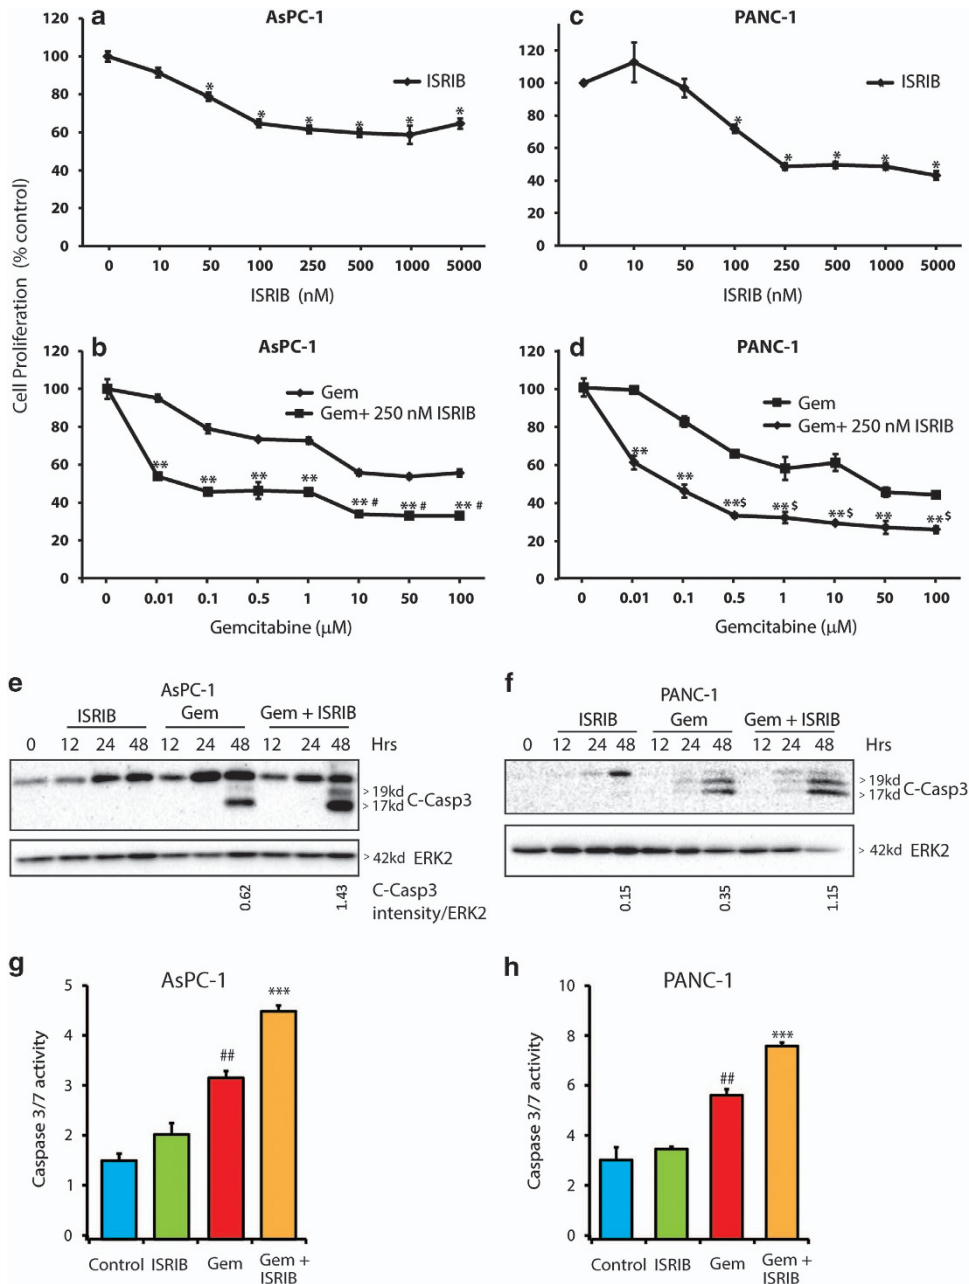 Cell Proliferation (% control)
a
AsPC-1
120
100
80
60
40
20
0
ISRIB
* * * * * *
0 10 50 100 250 500 1000 5000
ISRIB (nM)
c
PANC-1
120
100
80
60
40
20
0
ISRIB
* * * * *
0 10 50 100 250 500 1000 5000
ISRIB (nM)
b
AsPC-1
120
100
80
60
40
20
0
Gem
Gem+ 250 nM ISRIB
** ** ** ** **# **# **#
0 0.01 0.1 0.5 1 10 50 100
Gemcitabine (μM)
d
PANC-1
120
100
80
60
40
20
0
Gem
Gem+ 250 nM ISRIB
** ** **$ **$ **$ ** **$
0 0.01 0.1 0.5 1 10 50 100
Gemcitabine (μM)
e
AsPC-1
ISRIB Gem Gem + ISRIB
0 12 24 48 12 24 48 12 24 48 Hrs
> 19kd
> 17kd C-Casp3
> 42kd ERK2
0.62 1.43 C-Casp3
intensity/ERK2
f
PANC-1
ISRIB Gem Gem + ISRIB
0 12 24 48 12 24 48 12 24 48 Hrs
> 19kd
> 17kd C-Casp3
> 42kd ERK2
0.15 0.35 1.15
g
AsPC-1
Caspase 3/7 activity
5
4
3
2
1
0
##
***
Control ISRIB Gem Gem +
ISRIB
h
PANC-1
Caspase 3/7 activity
10
8
6
4
2
0
##
***
Control ISRIB Gem Gem +
ISRIB